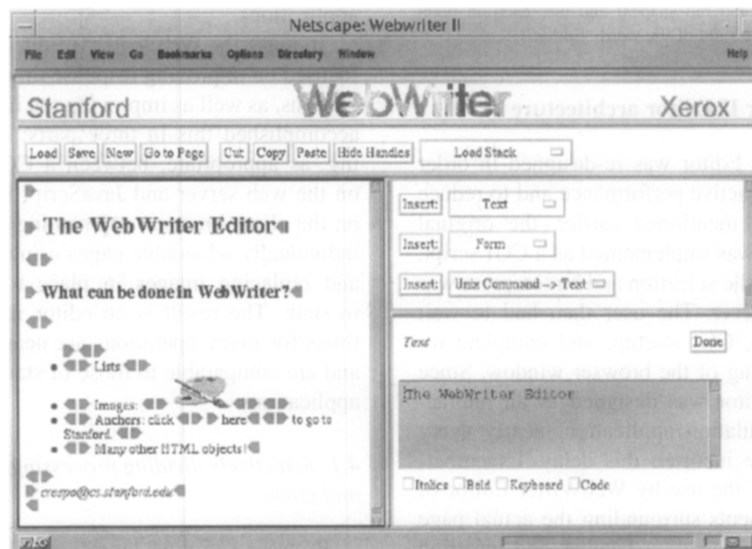 Netscape: Webwriter II
File Edit View Go Bookmarks Options Directory Window Help
Stanford WebWriter Xerox
Load Save New Go to Page Cut Copy Paste Hide Handles Load Stack
The WebWriter Editor
What can be done in WebWriter?
Lists
Images:
Anchors: click here to go to
Stanford.
Many other HTML objects!
crespo@cs.stanford.edu
Insert: Text
Insert: Form
Insert: Unix Command -> Text
Text Done
The WebWriter Editor
Italics Bold Keyboard Code